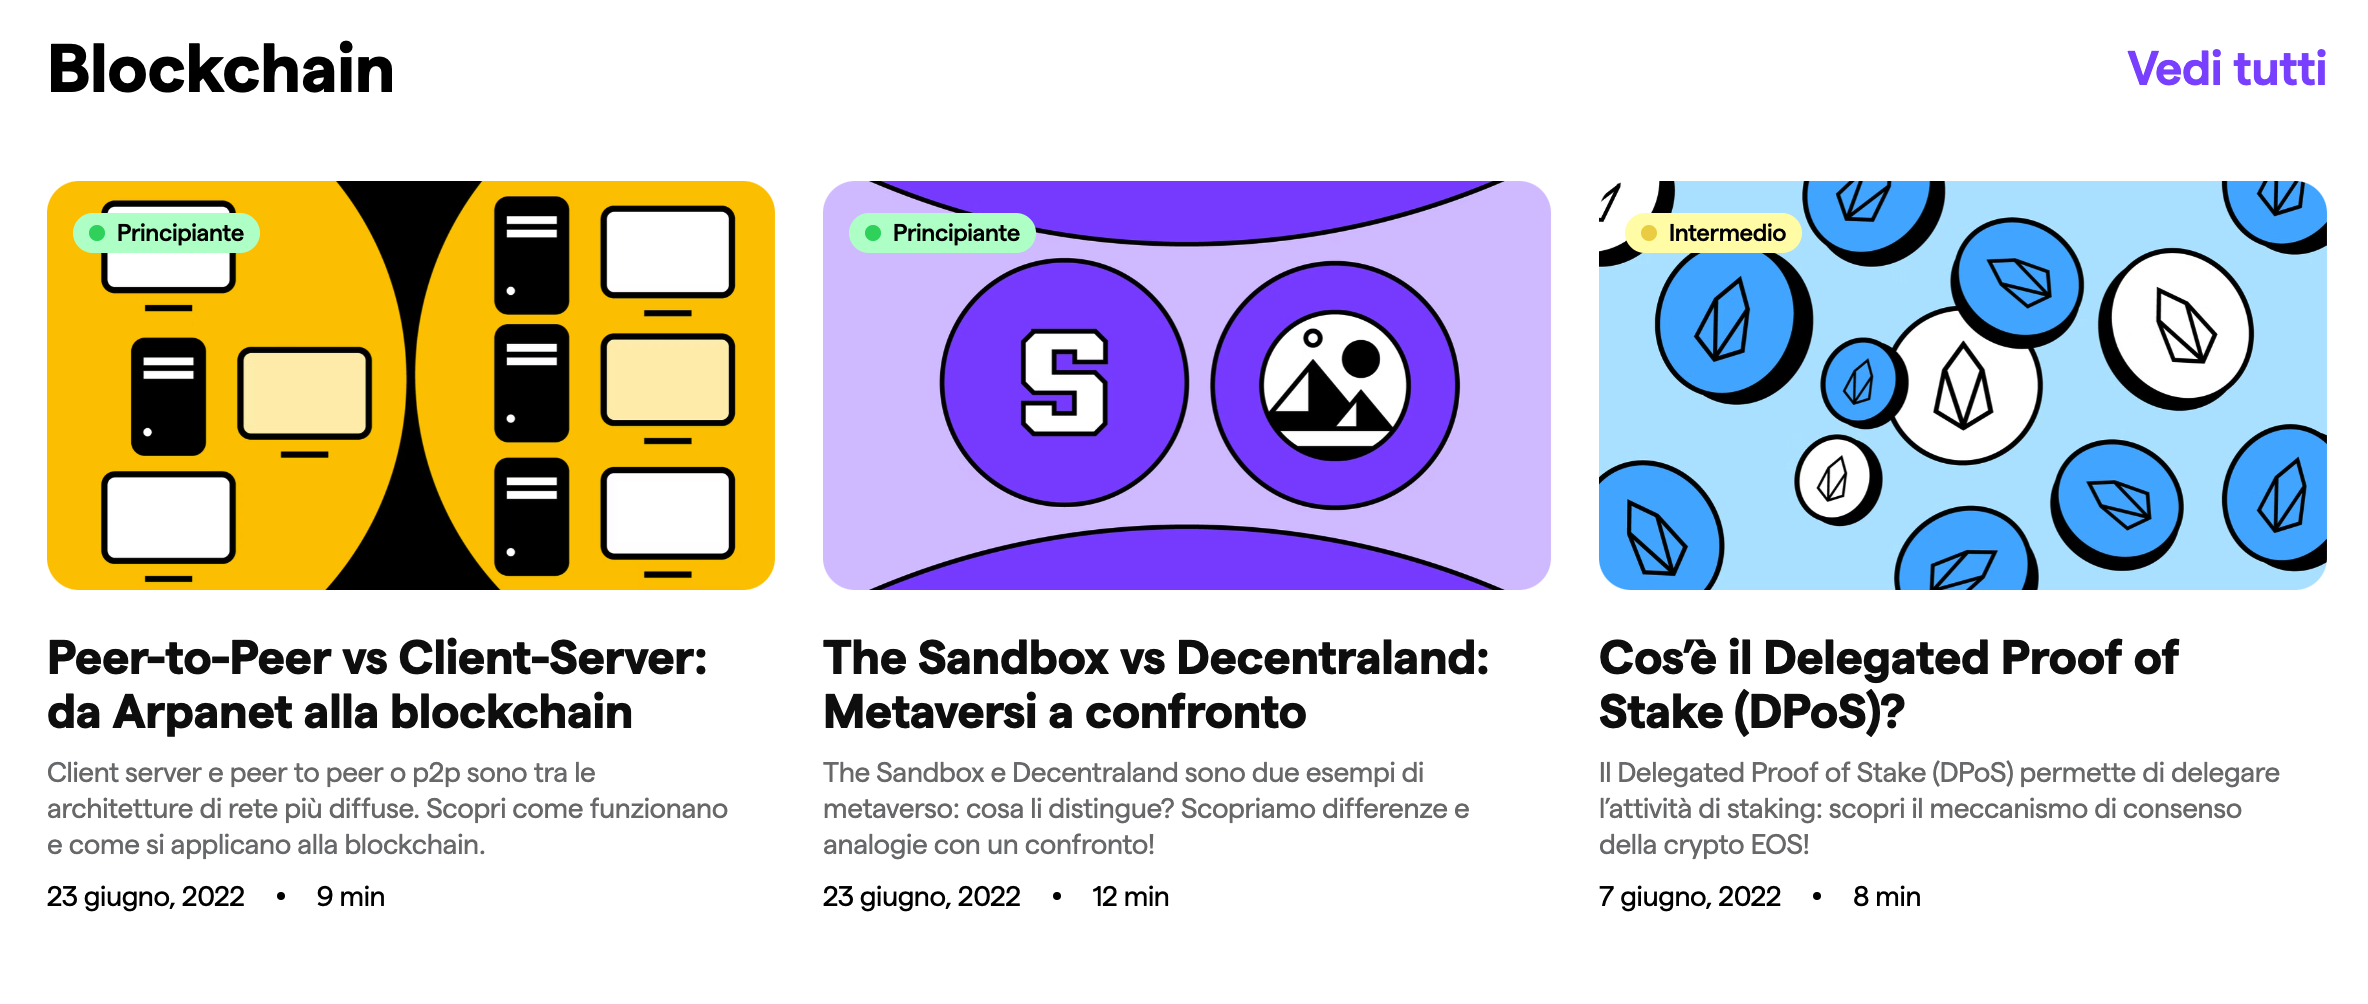 Blockchain
Vedi tutti
Principiante
Peer-to-Peer vs Client-Server:
da Arpanet alla blockchain
Client server e peer to peer o p2p sono tra le
architetture di rete più diffuse. Scopri come funzionano
e come si applicano alla blockchain.
23 giugno, 2022 • 9 min
Principiante
S
The Sandbox vs Decentraland:
Metaversi a confronto
The Sandbox e Decentraland sono due esempi di
metaverso: cosa li distingue? Scopriamo differenze e
analogie con un confronto!
23 giugno, 2022 • 12 min
Intermedio
Cos’è il Delegated Proof of
Stake (DPoS)?
Il Delegated Proof of Stake (DPoS) permette di delegare
l’attività di staking: scopri il meccanismo di consenso
della crypto EOS!
7 giugno, 2022 • 8 min